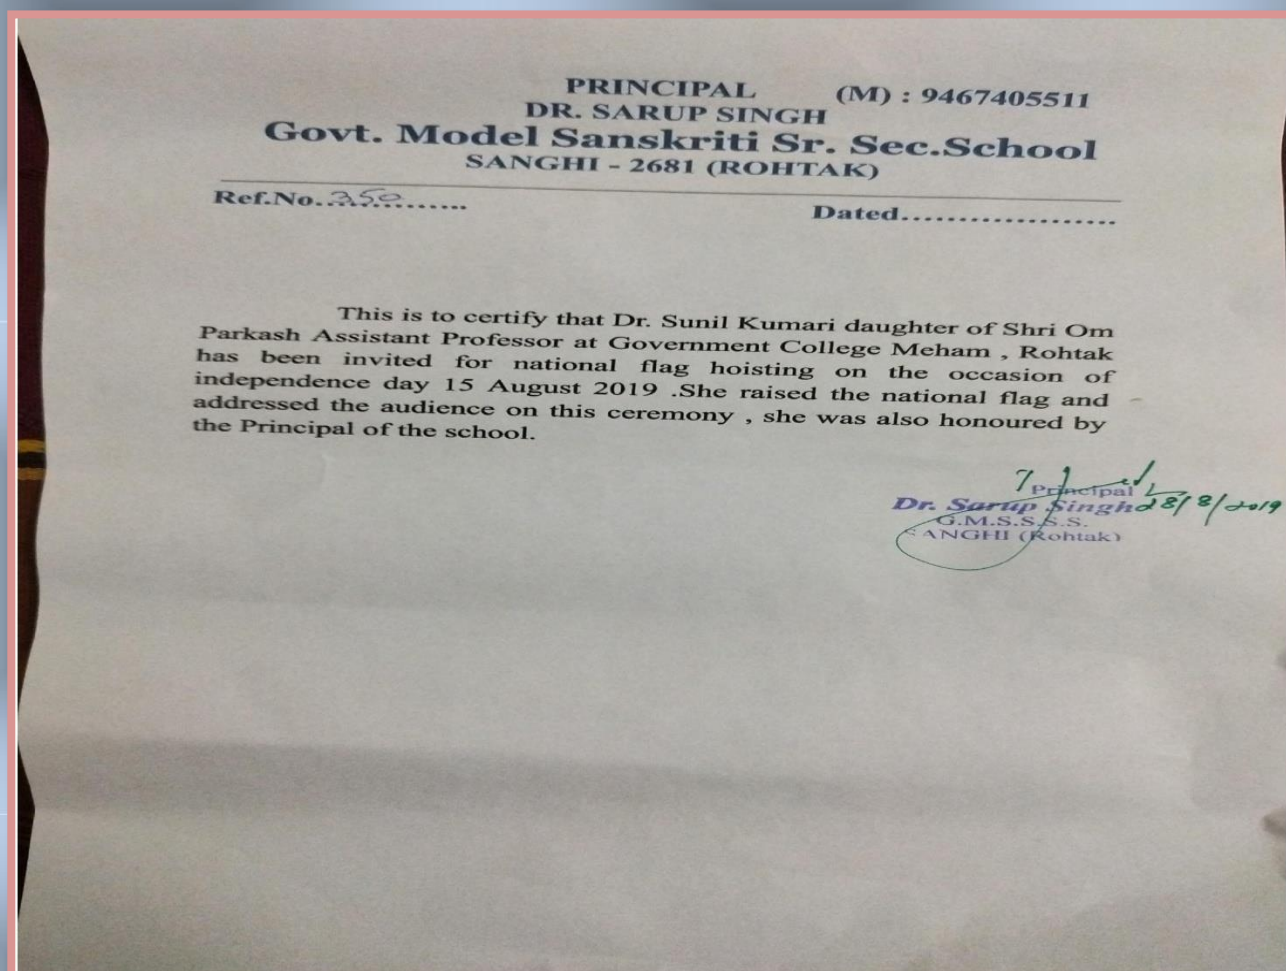 PRINCIPAL (M) : 9467405511
DR. SARUP SINGH
Govt. Model Sanskriti Sr. Sec.School
SANGHI - 2681 (ROHTAK)
Ref.No.350..............
Dated...................
This is to certify that Dr. Sunil Kumari daughter of Shri Om
Parkash Assistant Professor at Government College Meham , Rohtak
has been invited for national flag hoisting on the occasion of
independence day 15 August 2019 .She raised the national flag and
addressed the audience on this ceremony , she was also honoured by
the Principal of the school.
Principal
Dr. Sarup Singh 28/8/2019
G.M.S.S.S.S.
SANGHI (Rohtak)